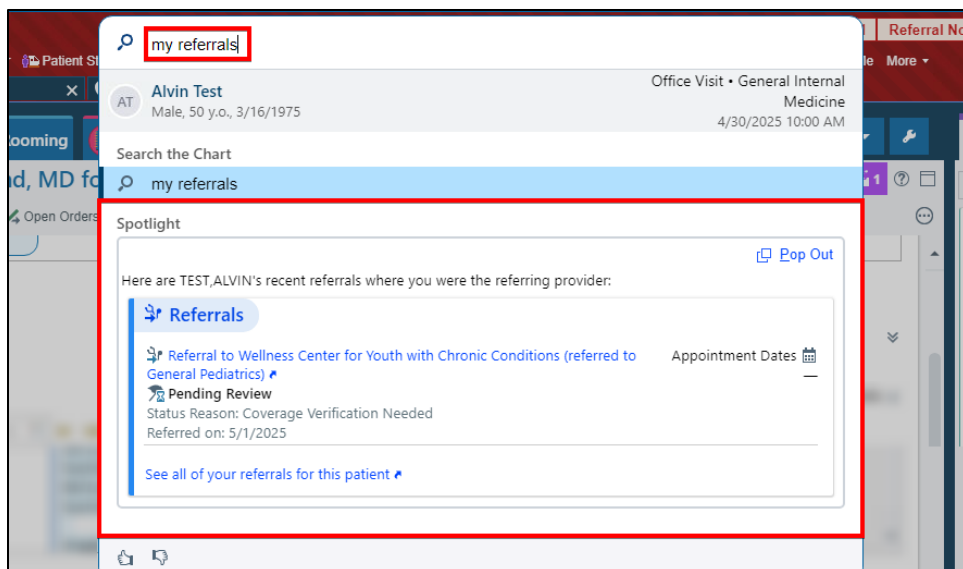 my referrals
Referral No
Patient St
le More
AT Alvin Test
Male, 50 y.o., 3/16/1975
Office Visit • General Internal
Medicine
4/30/2025 10:00 AM
ooming
Search the Chart
my referrals
nd, MD fo
1
Open Orders
Spotlight
Pop Out
Here are TEST,ALVIN's recent referrals where you were the referring provider:
Referrals
Referral to Wellness Center for Youth with Chronic Conditions (referred to
General Pediatrics)
Appointment Dates
—
Pending Review
Status Reason: Coverage Verification Needed
Referred on: 5/1/2025
See all of your referrals for this patient